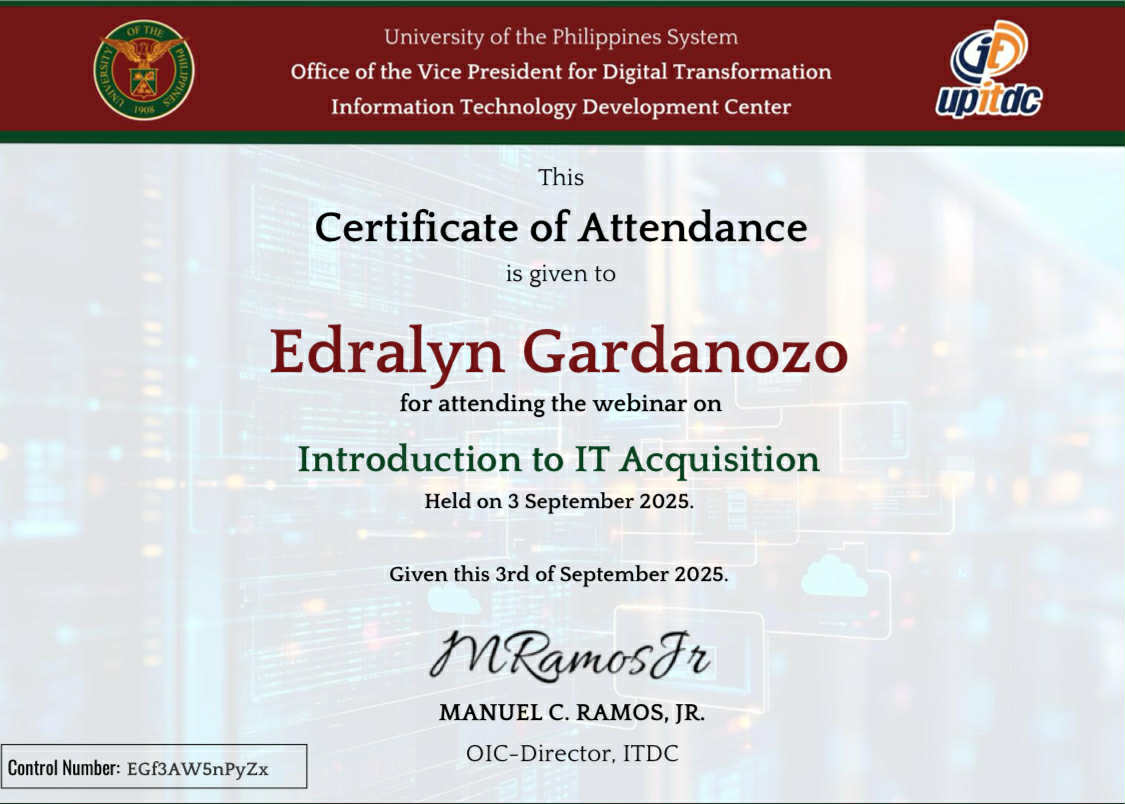 University of the Philippines System
Office of the Vice President for Digital Transformation
Information Technology Development Center
UNIVERSITY OF THE PHILIPPINES
1908
upitdc
This
Certificate of Attendance
is given to
Edralyn Gardanozo
for attending the webinar on
Introduction to IT Acquisition
Held on 3 September 2025.
Given this 3rd of September 2025.
MRamosJr
MANUEL C. RAMOS, JR.
OIC-Director, ITDC
Control Number: EGf3AW5nPyZx